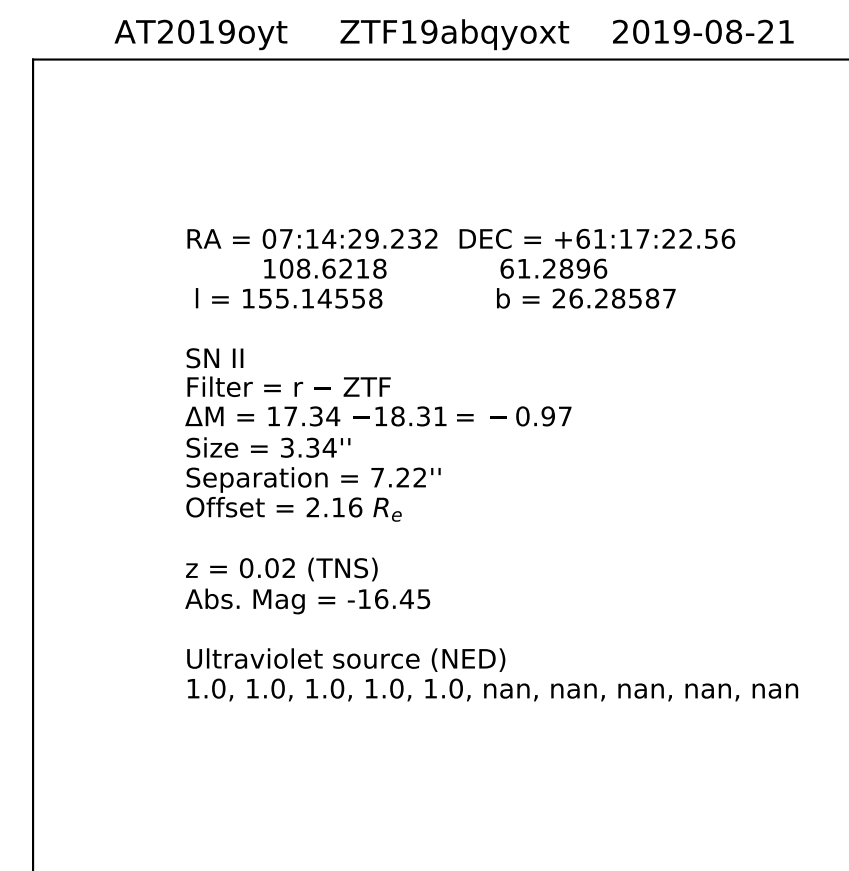 AT2019oyt ZTF19abqyoxt 2019-08-21
RA = 07:14:29.232 DEC = +61:17:22.56
108.6218 61.2896
l = 155.14558 b = 26.28587
SN II
Filter = r − ZTF
ΔM = 17.34 −18.31 = − 0.97
Size = 3.34''
Separation = 7.22''
Offset = 2.16 Re
z = 0.02 (TNS)
Abs. Mag = -16.45
Ultraviolet source (NED)
1.0, 1.0, 1.0, 1.0, 1.0, nan, nan, nan, nan, nan